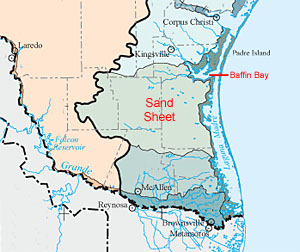 Corpus Christi
Laredo
Kingsville
Padre Island
Baffin Bay
Sand
Sheet
Laguna Madre
Falcon
Reservoir
Grande
McAllen
Reynosa
Brownsville
Matamoros